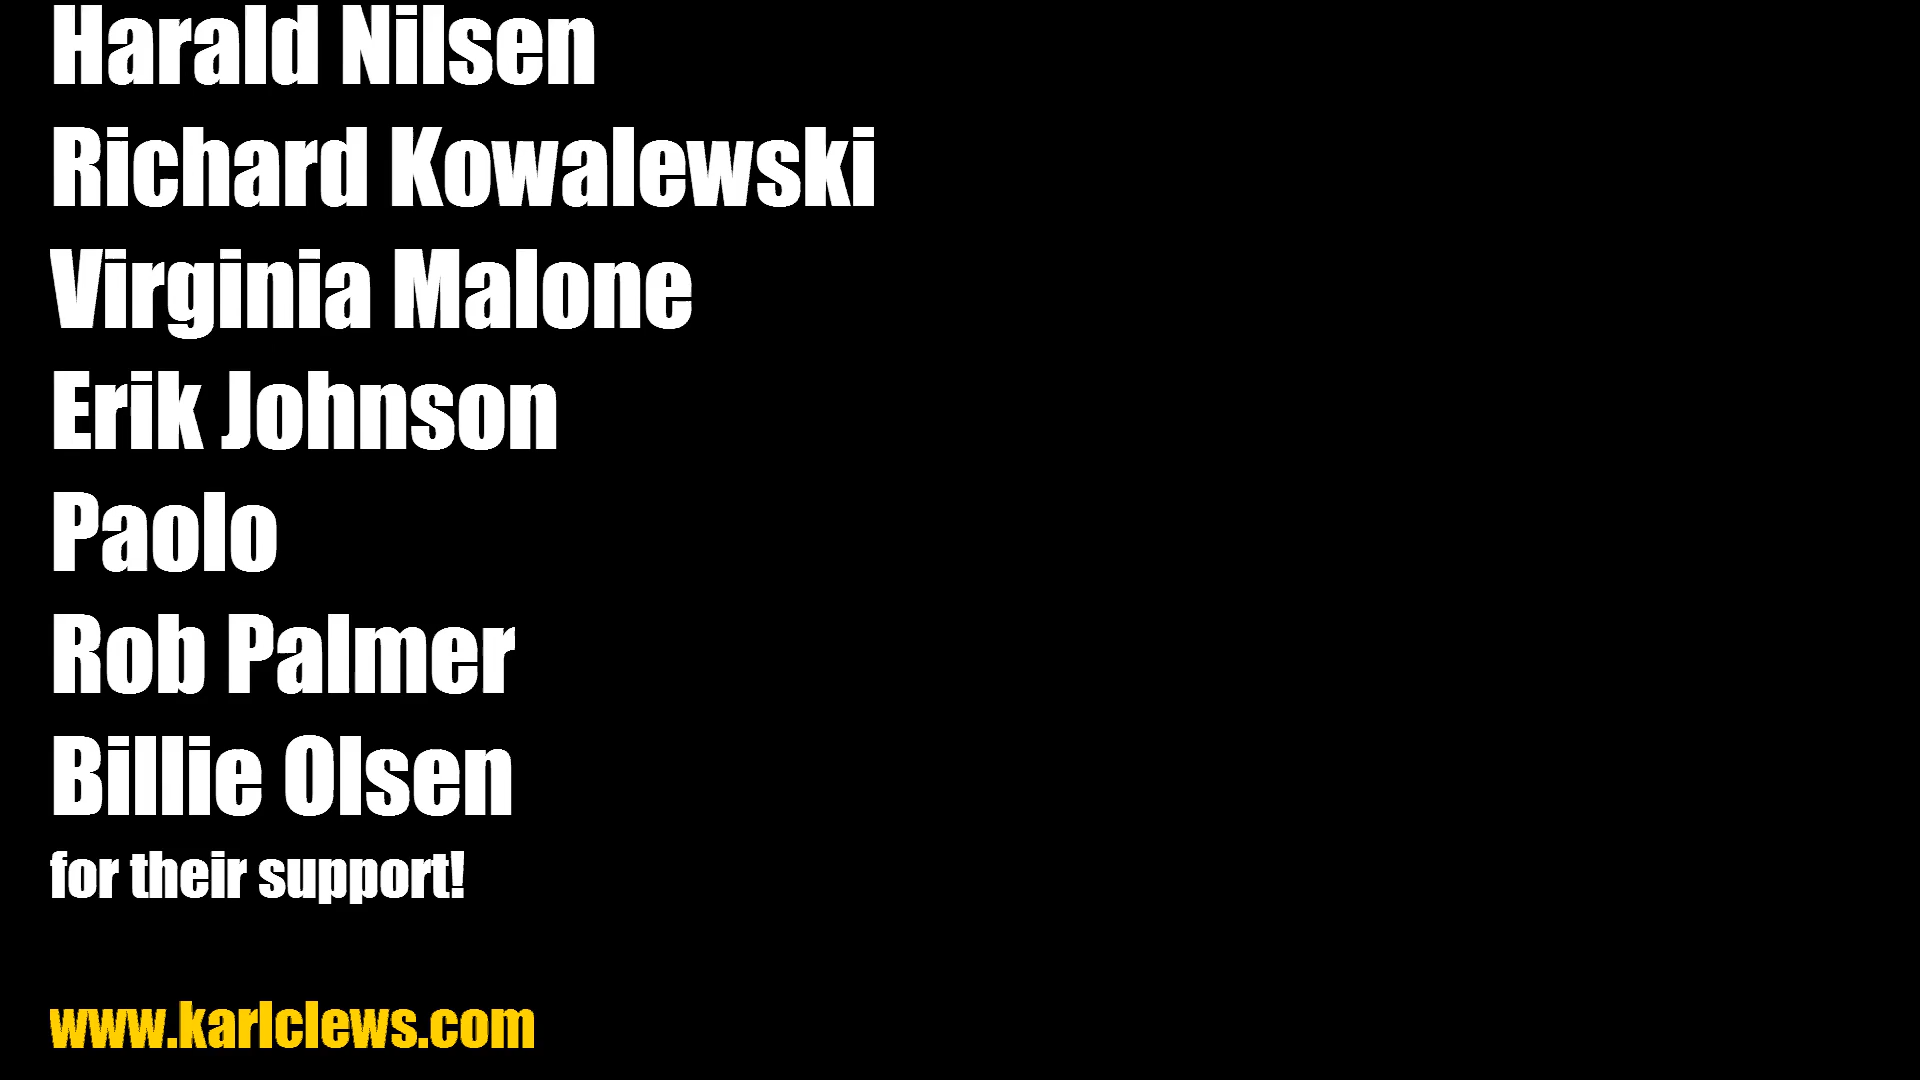 Harald Nilsen
Richard Kowalewski
Virginia Malone
Erik Johnson
Paolo
Rob Palmer
Billie Olsen
for their support!
www.karlclews.com